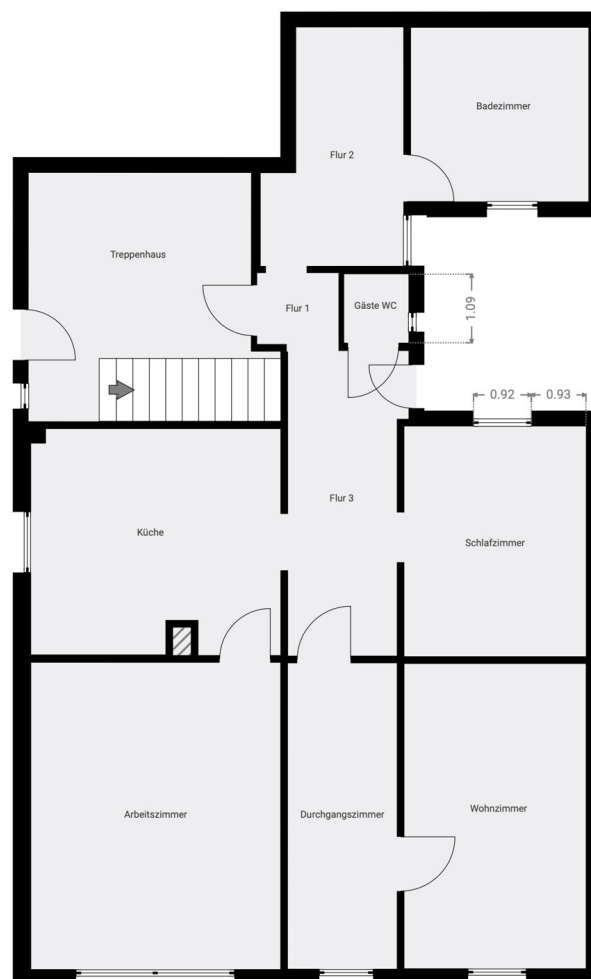 Badezimmer
Flur 2
Treppenhaus
Flur 1
Gäste WC
1.09
0.92
0.93
Flur 3
Küche
Schlafzimmer
Arbeitszimmer
Durchgangszimmer
Wohnzimmer